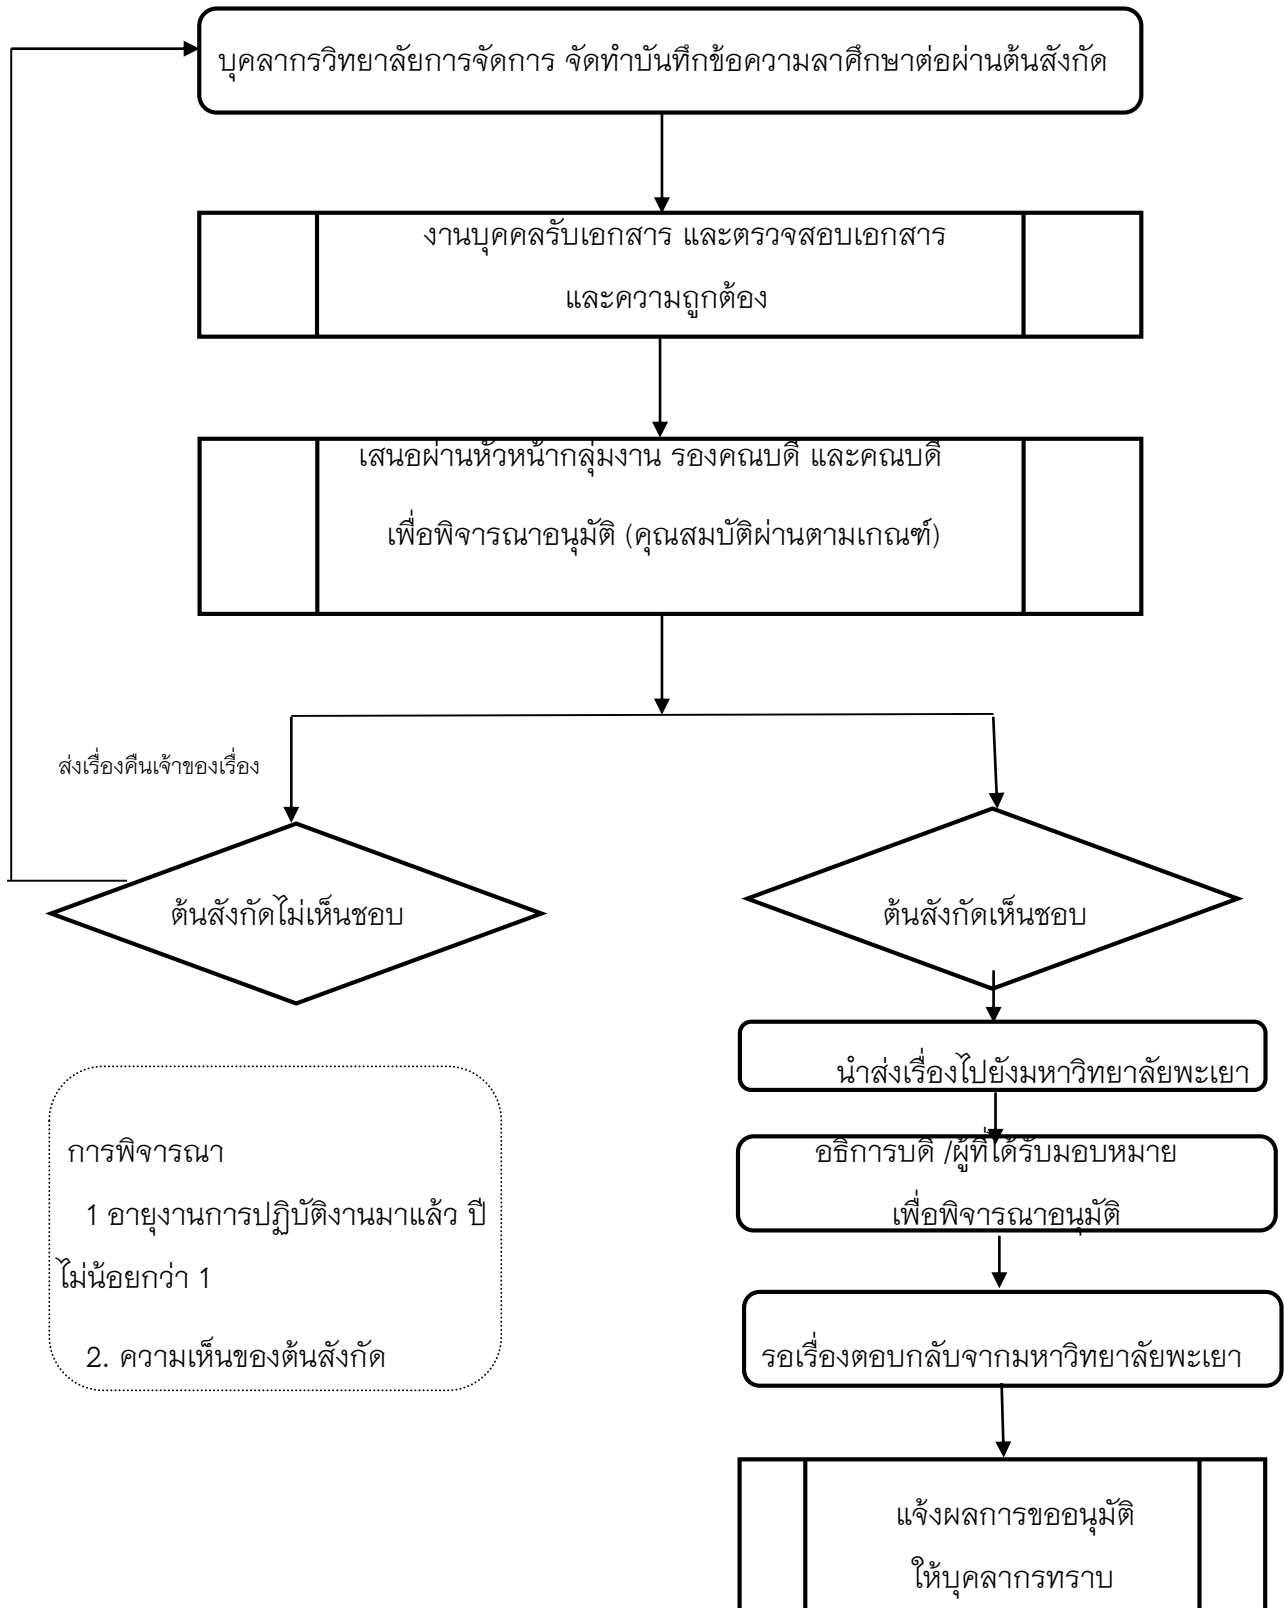 บุคลากรวิทยาลัยการจัดการ จัดทำบันทึกข้อความลาศึกษาต่อผ่านต้นสังกัด
งานบุคคลรับเอกสาร และตรวจสอบเอกสาร
และความถูกต้อง
เสนอผ่านหัวหน้ากลุ่มงาน รองคณบดี และคณบดี
เพื่อพิจารณาอนุมัติ (คุณสมบัติผ่านตามเกณฑ์)
ส่งเรื่องคืนเจ้าของเรื่อง
ต้นสังกัดไม่เห็นชอบ
ต้นสังกัดเห็นชอบ
นำส่งเรื่องไปยังมหาวิทยาลัยพะเยา
อธิการบดี /ผู้ที่ได้รับมอบหมาย
เพื่อพิจารณาอนุมัติ
รอเรื่องตอบกลับจากมหาวิทยาลัยพะเยา
แจ้งผลการขออนุมัติ
ให้บุคลากรทราบ
การพิจารณา
1 อายุงานการปฏิบัติงานมาแล้ว ปี
ไม่น้อยกว่า 1
2. ความเห็นของต้นสังกัด